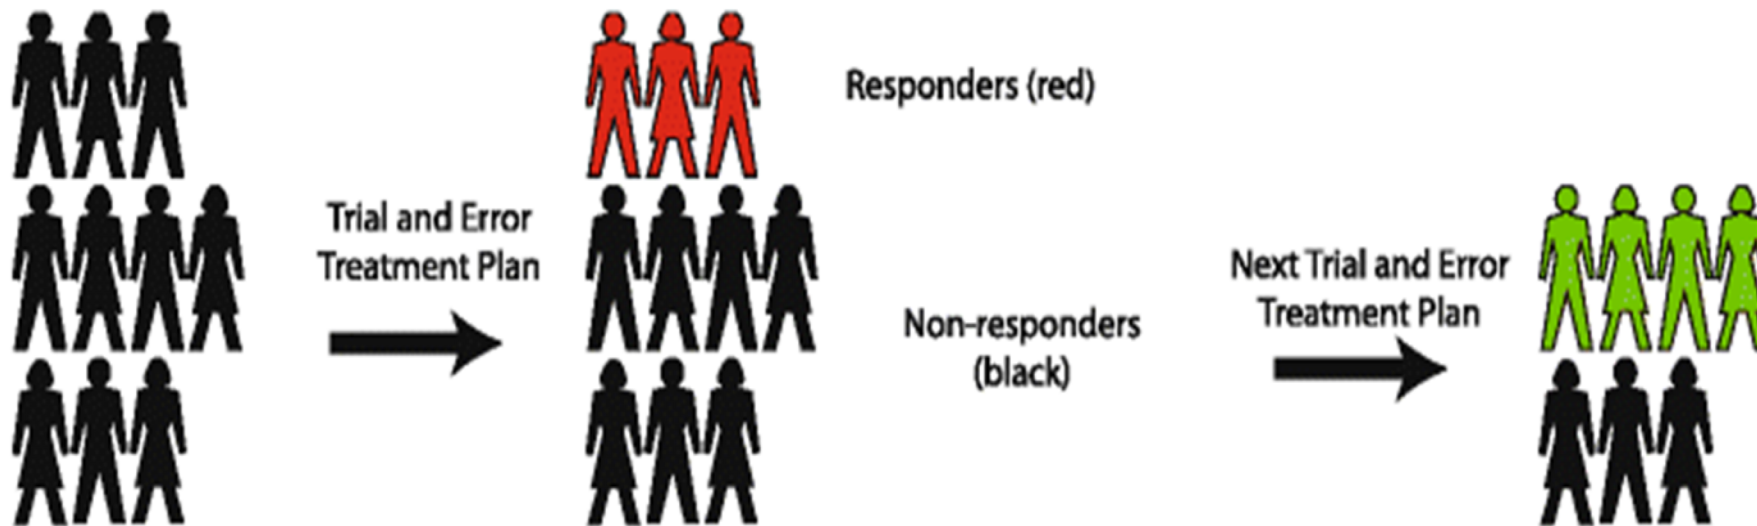 Responders (red)
Trial and Error
Treatment Plan
Non-responders
(black)
Next Trial and Error
Treatment Plan